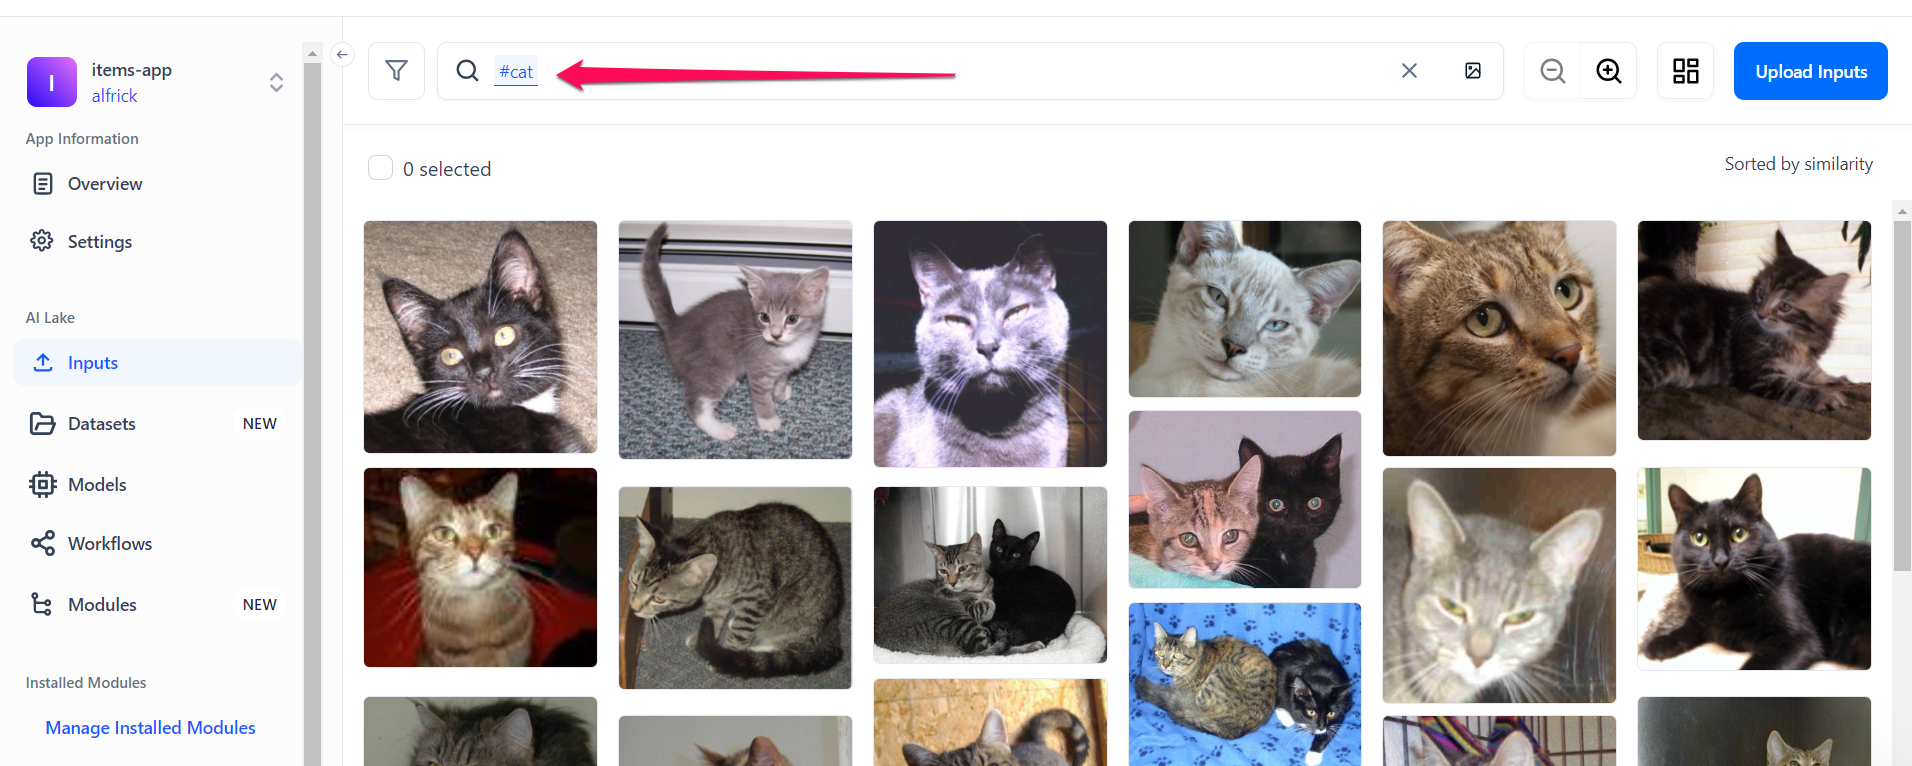 I
items-app
alfrick
App Information
Overview
Settings
AI Lake
Inputs
Datasets NEW
Models
Workflows
Modules NEW
Installed Modules
Manage Installed Modules
#cat
Upload Inputs
0 selected
Sorted by similarity